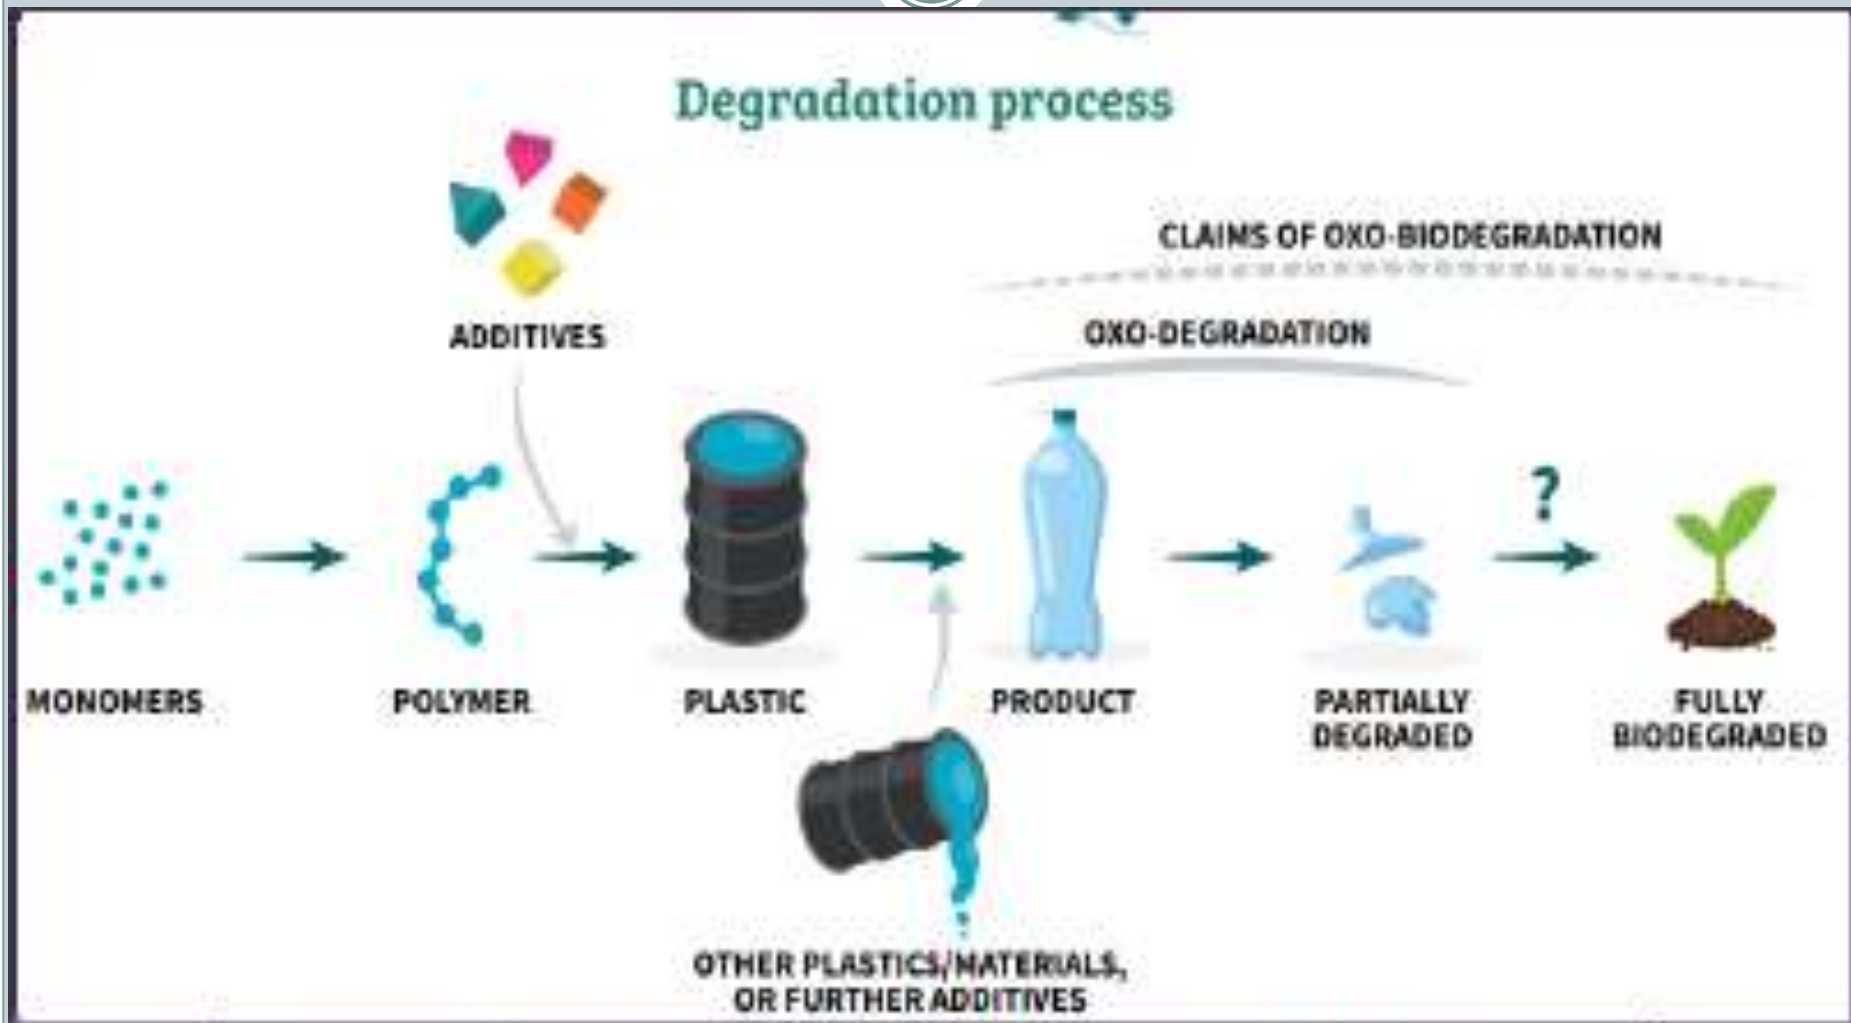 Degradation process
ADDITIVES
CLAIMS OF OXO-BIODEGRADATION
OXO-DEGRADATION
?
MONOMERS
POLYMER
PLASTIC
PRODUCT
PARTIALLY
DEGRADED
FULLY
BIODEGRADED
OTHER PLASTICS/MATERIALS,
OR FURTHER ADDITIVES